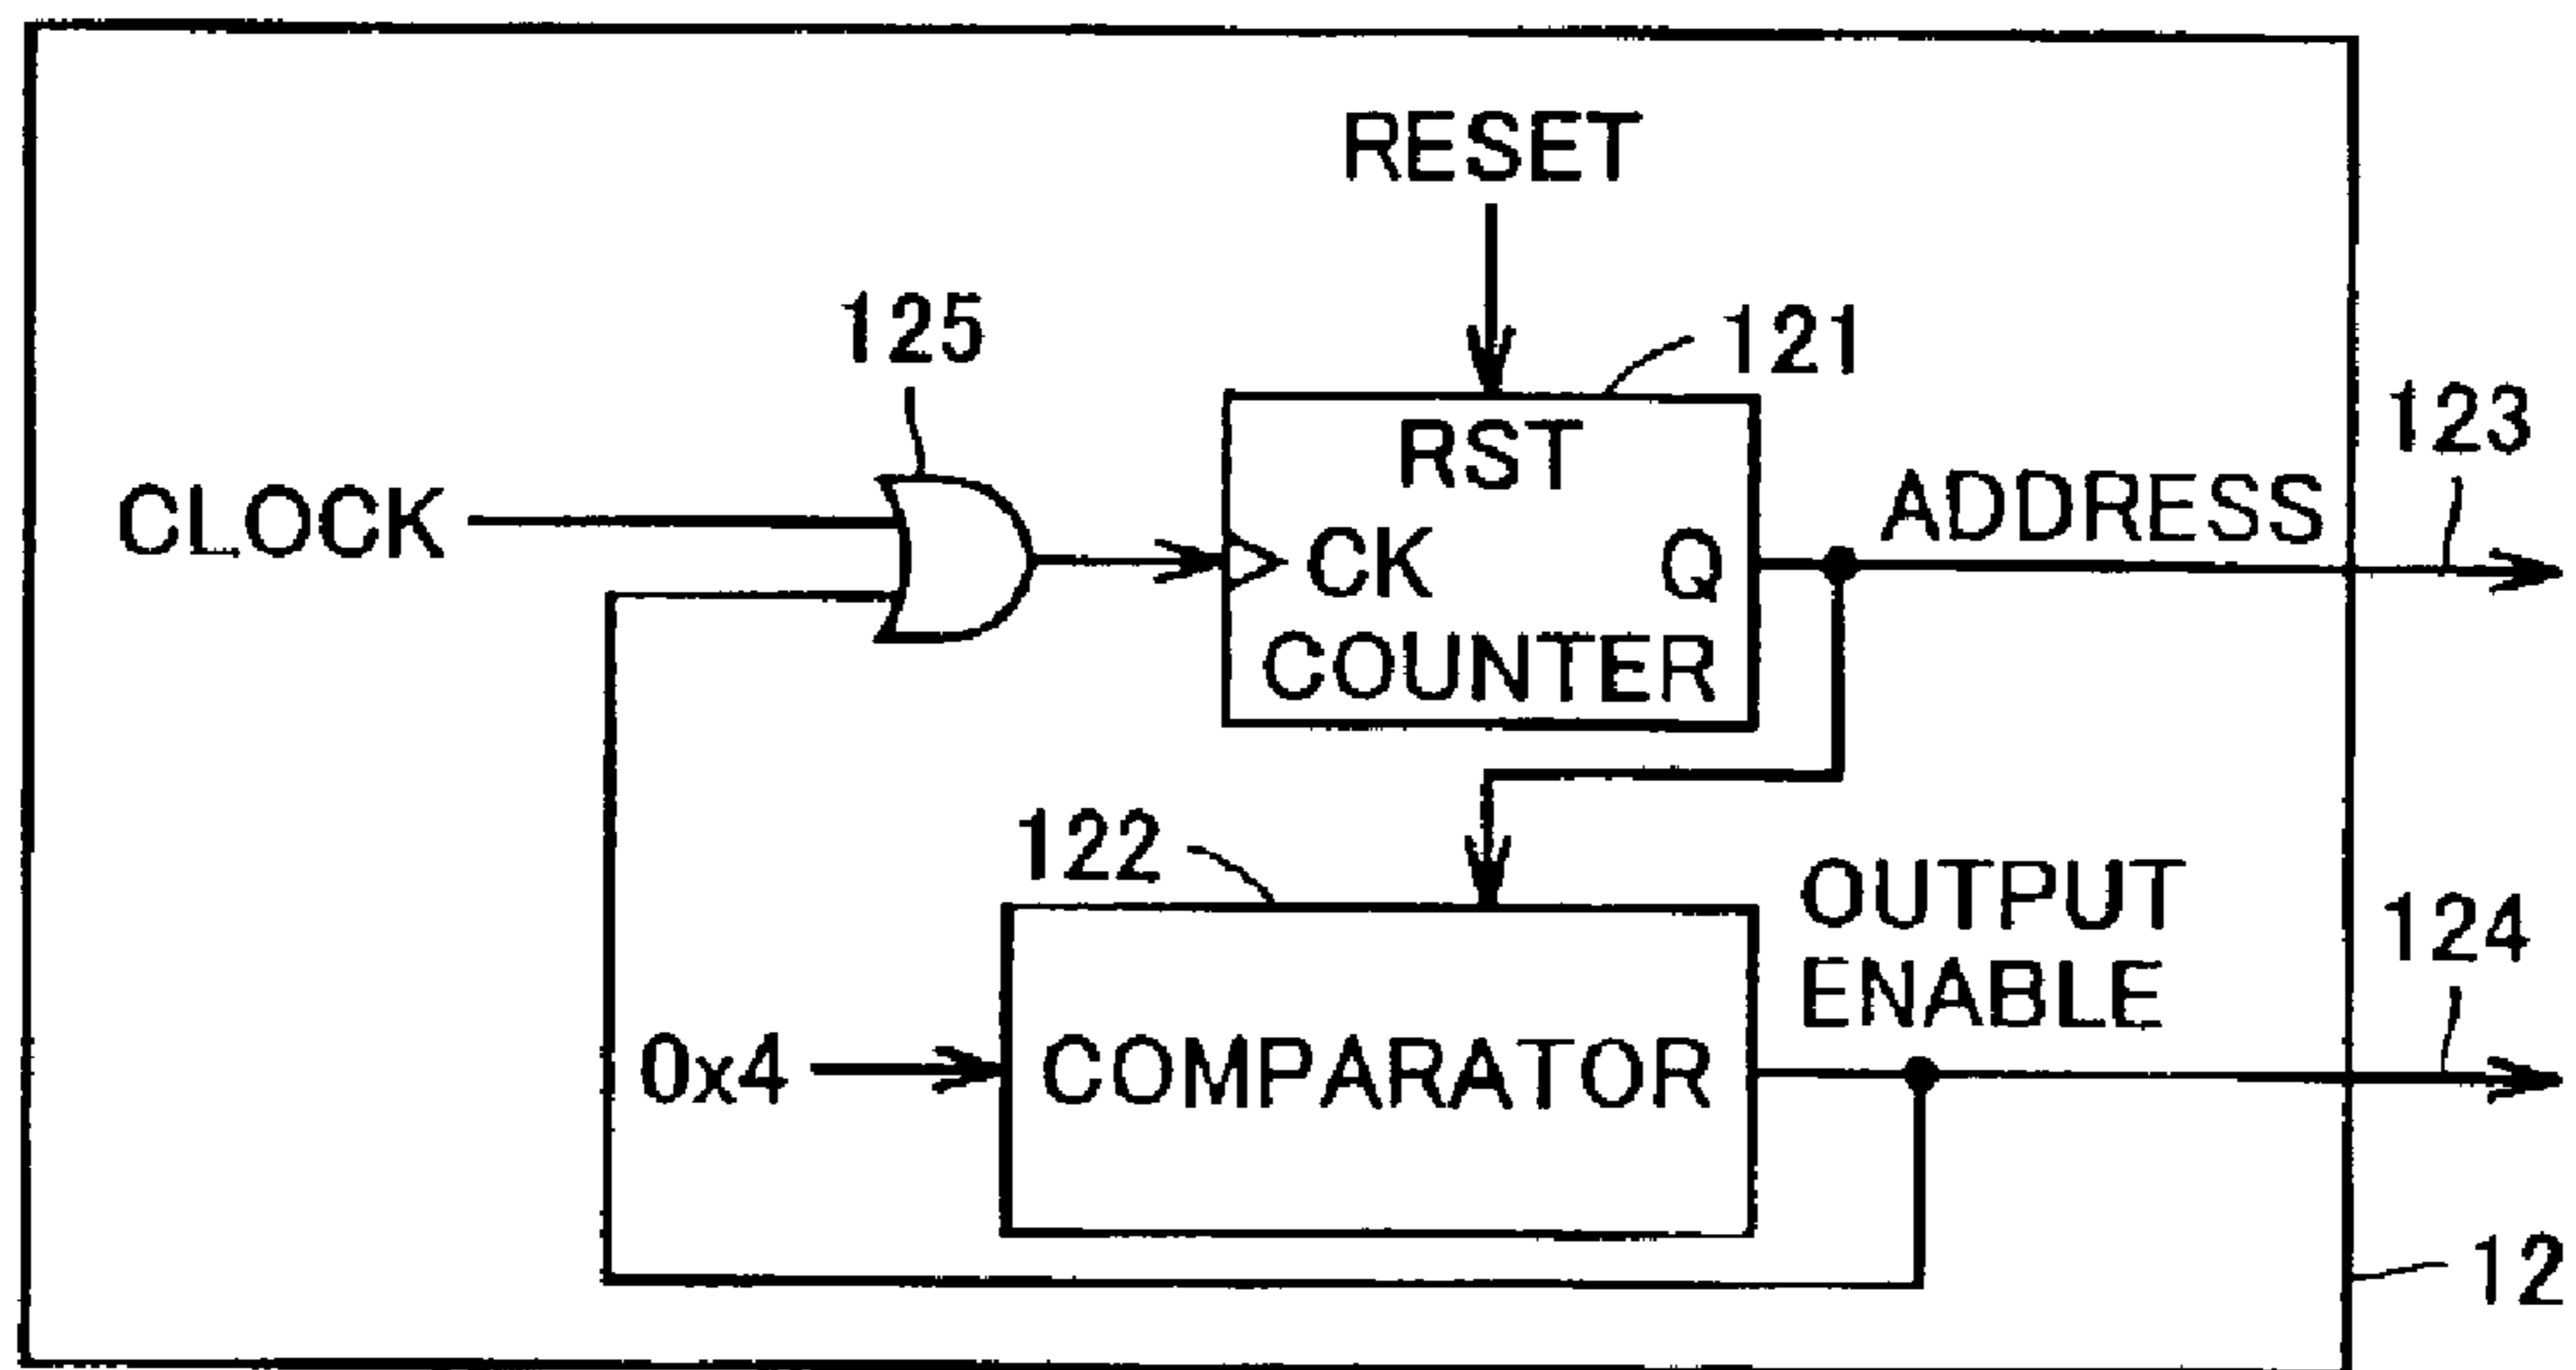 RESET
125
121
123
RST
CLOCK
ADDRESS
CK
Q
COUNTER
122
OUTPUT
ENABLE
124
0x4
COMPARATOR
12